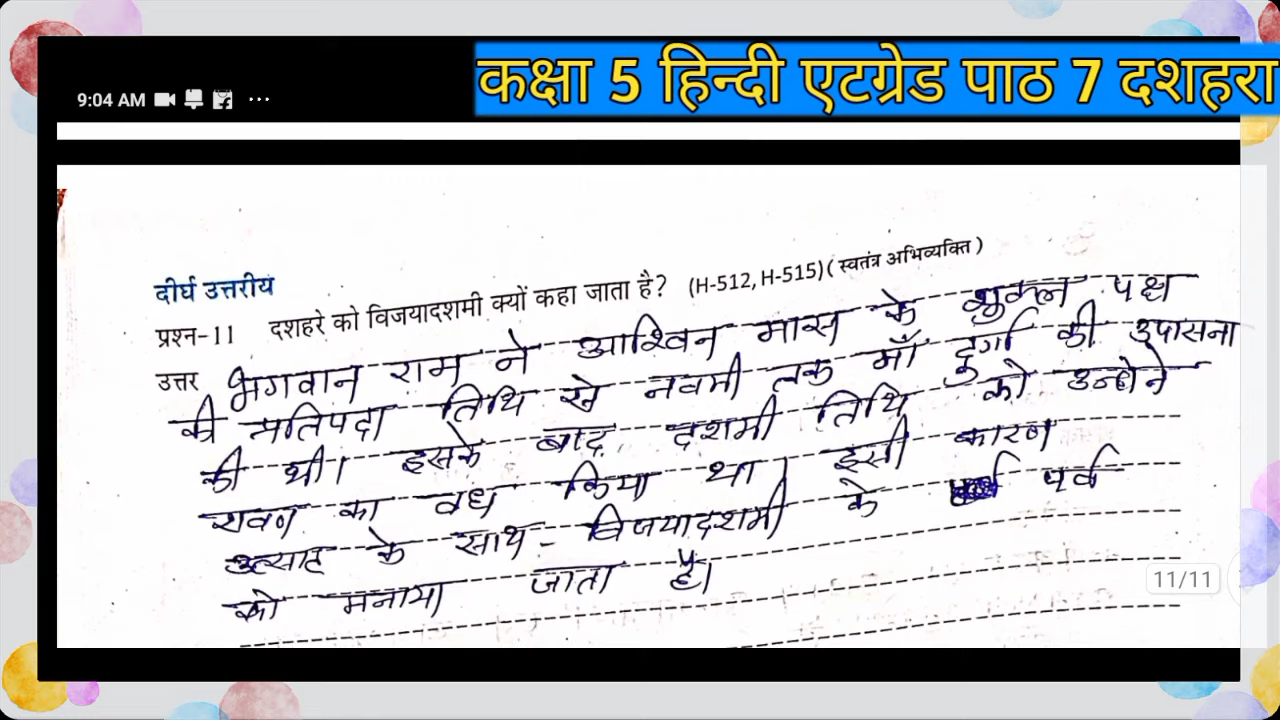 कक्षा 5 हिन्दी एटग्रेड पाठ 7 दशहरा
9:04 AM
दीर्घ उत्तरीय
प्रश्न-11 दशहरे को विजयादशमी क्यों कहा जाता है? (H-512, H-515) ( स्वतंत्र अभिव्यक्ति )
उत्तर भगवान राम ने आश्विन मास के शुक्ल पक्ष
की प्रतिपदा तिथि से नवमी तक माँ दुर्गा की उपासना
की थी। इसके बाद दशमी तिथि को उन्होने
रावण का वध किया था। इसी कारण
उत्साह के साथ विजयादशमी के पर्व
को मनाया जाता है।
11/11